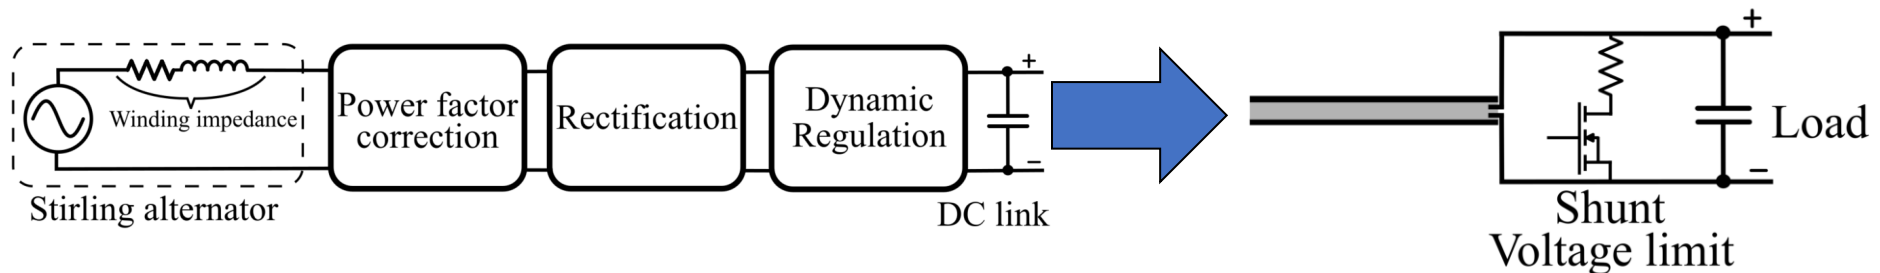 Winding impedance
Stirling alternator
Power factor
correction
Rectification
Dynamic
Regulation
+
−
DC link
+
−
Load
Shunt
Voltage limit